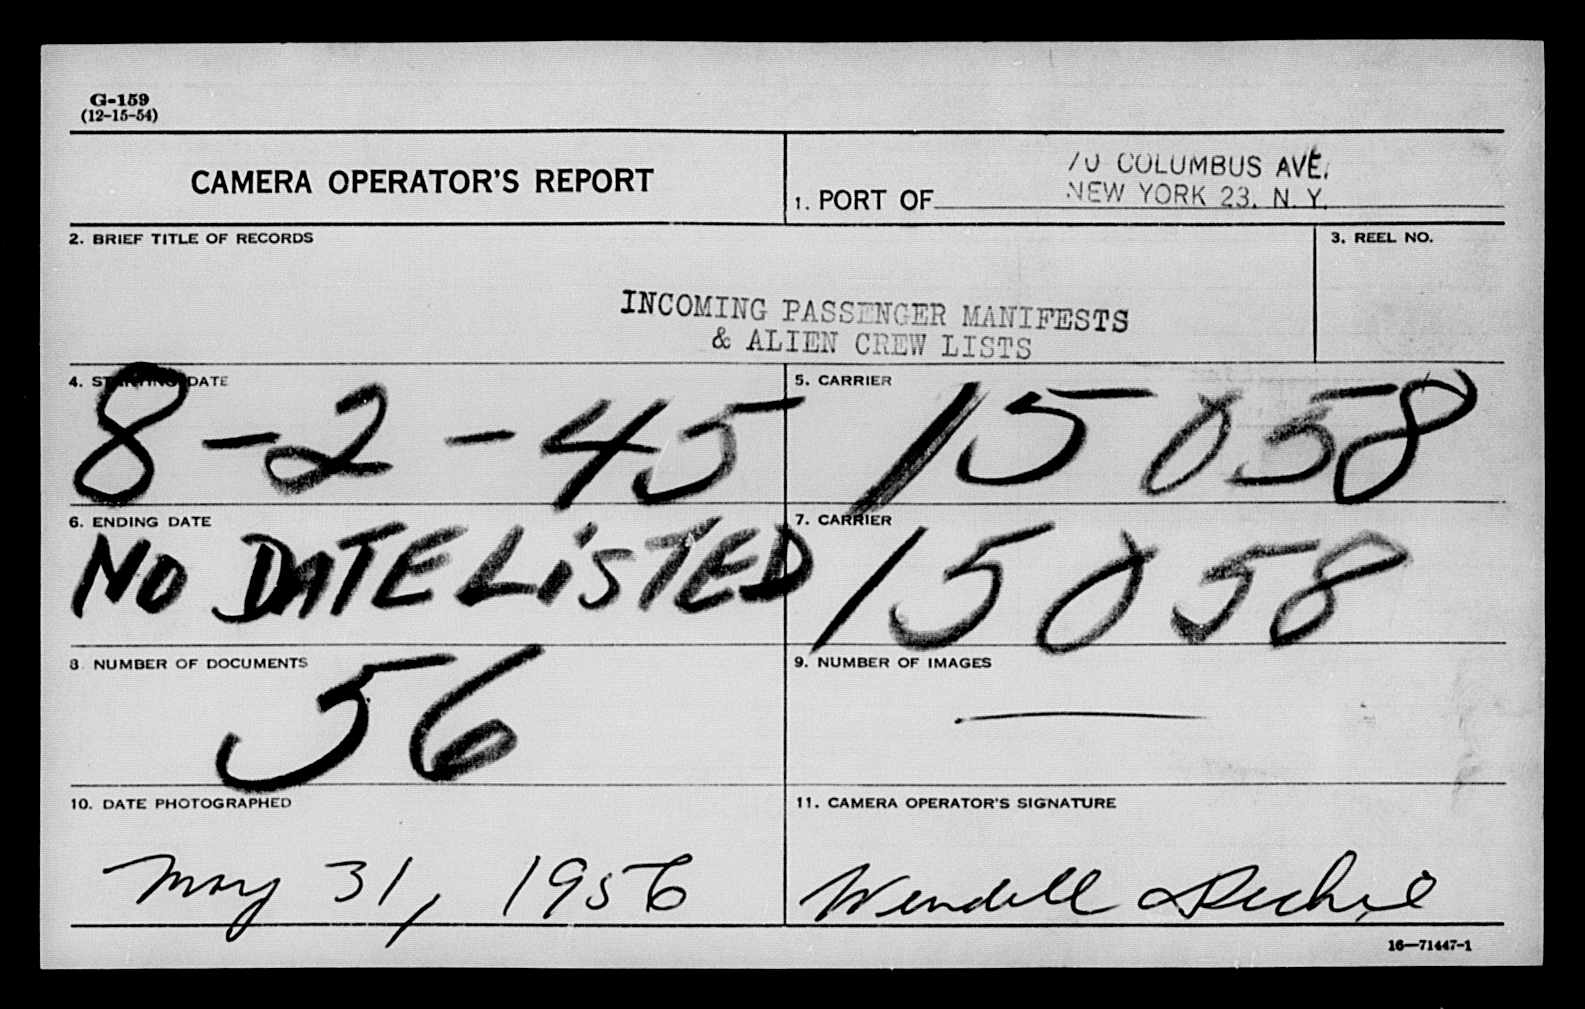 G-159
(12-15-54)
CAMERA OPERATOR'S REPORT
70 COLUMBUS AVE,
1. PORT OF NEW YORK 23, N. Y.
2. BRIEF TITLE OF RECORDS
3. REEL NO.
INCOMING PASSENGER MANIFESTS
& ALIEN CREW LISTS
4. STARTING DATE
5. CARRIER
8-2-45
15058
6. ENDING DATE
7. CARRIER
NO DATE LISTED
15058
8 NUMBER OF DOCUMENTS
9. NUMBER OF IMAGES
56
10. DATE PHOTOGRAPHED
11. CAMERA OPERATOR'S SIGNATURE
May 31, 1956
Wendell
16—71447-1